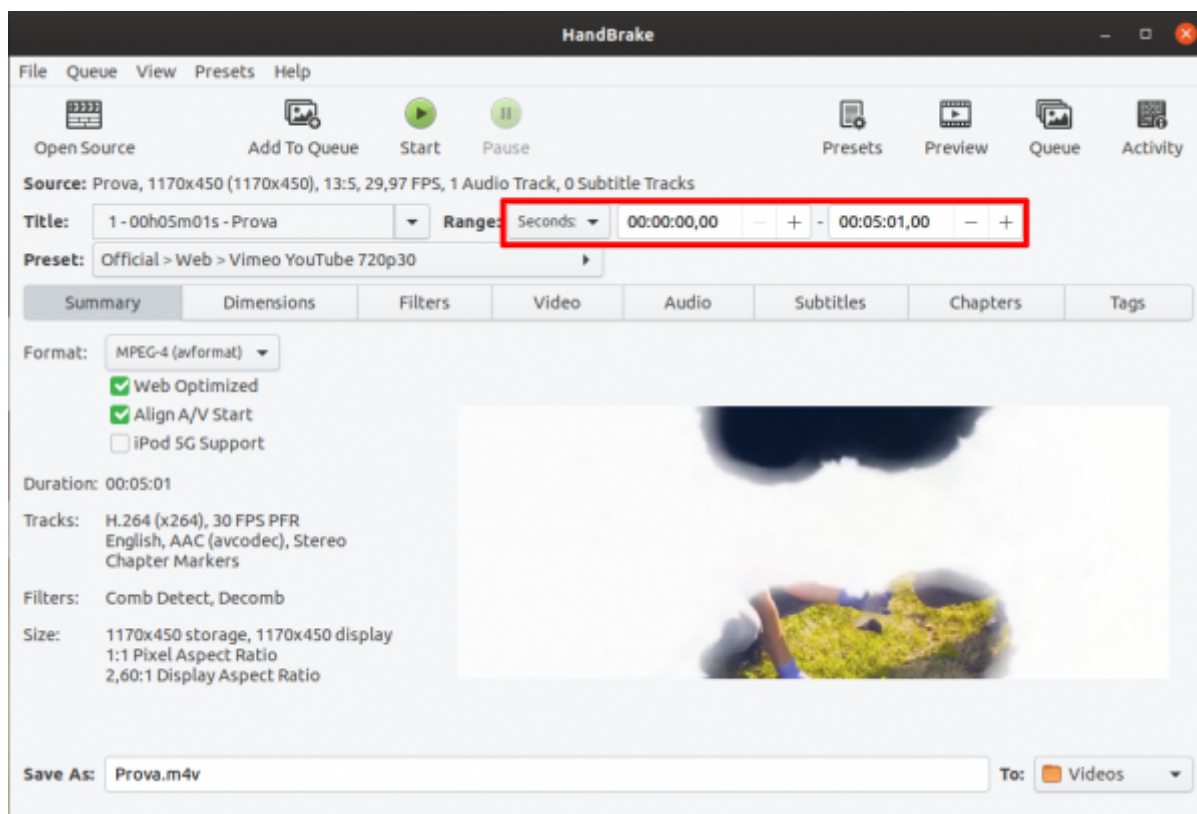 HandBrake
File Queue View Presets Help
Open Source Add To Queue Start Pause Presets Preview Queue Activity
Source: Prova, 1170x450 (1170x450), 13:5, 29,97 FPS, 1 Audio Track, 0 Subtitle Tracks
Title: 1 - 00h05m01s - Prova Range: Seconds: 00:00:00,00 - + - 00:05:01,00 - +
Preset: Official > Web > Vimeo YouTube 720p30
Summary Dimensions Filters Video Audio Subtitles Chapters Tags
Format: MPEG-4 (avformat)
Web Optimized
Align A/V Start
iPod 5G Support
Duration: 00:05:01
Tracks: H.264 (x264), 30 FPS PFR
English, AAC (avcodec), Stereo
Chapter Markers
Filters: Comb Detect, Decomb
Size: 1170x450 storage, 1170x450 display
1:1 Pixel Aspect Ratio
2,60:1 Display Aspect Ratio
Save As: Prova.m4v To: Videos